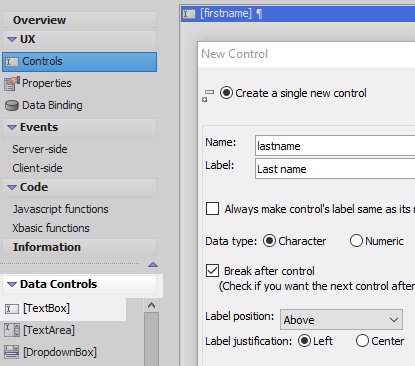 Overview
UX
Controls
Properties
Data Binding
Events
Server-side
Client-side
Code
Javascript functions
Xbasic functions
Information
Data Controls
[TextBox]
[TextArea]
[DropdownBox]
[firstname] ¶
New Control
Create a single new control
Name: lastname
Label: Last name
Always make control's label same as its
Data type: Character Numeric
Break after control
(Check if you want the next control after
Label position: Above
Label justification: Left Center